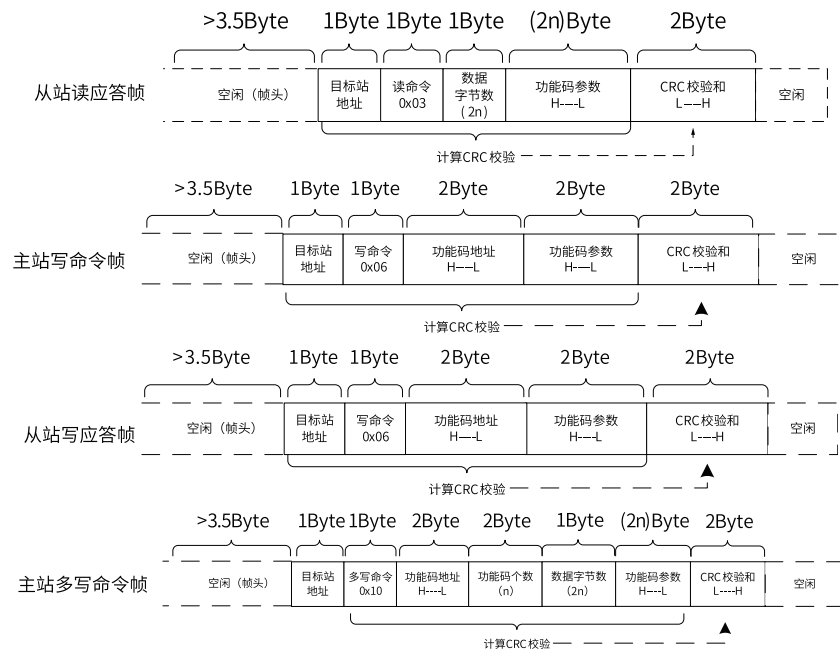 >3.5Byte 1Byte 1Byte 1Byte (2n)Byte 2Byte
从站读应答帧
空闲（帧头）
目标站
地址
读命令
0x03
数据
字节数
(2n)
功能码参数
H----L
CRC校验和
L----H
空闲
计算CRC校验
>3.5Byte 1Byte 1Byte 2Byte 2Byte 2Byte
主站写命令帧
空闲（帧头）
目标站
地址
写命令
0x06
功能码地址
H----L
功能码参数
H----L
CRC校验和
L----H
空闲
计算CRC校验
>3.5Byte 1Byte 1Byte 2Byte 2Byte 2Byte
从站写应答帧
空闲（帧头）
目标站
地址
写命令
0x06
功能码地址
H----L
功能码参数
H----L
CRC校验和
L----H
空闲
计算CRC校验
>3.5Byte 1Byte 1Byte 2Byte 2Byte 1Byte (2n)Byte 2Byte
主站多写命令帧
空闲（帧头）
目标站
地址
多写命令
0x10
功能码地址
H----L
功能码个数
（n）
数据字节数
（2n）
功能码参数
H----L
CRC校验和
L----H
空闲
计算CRC校验